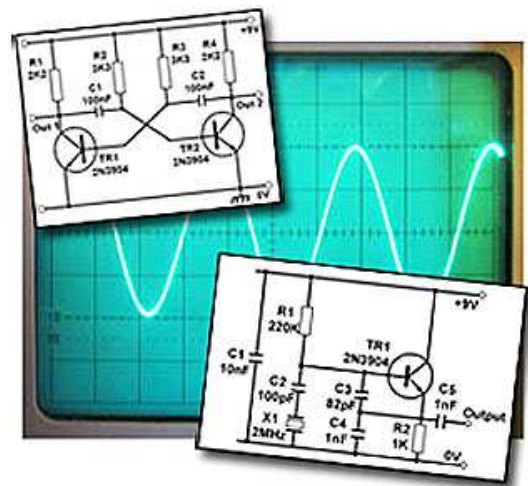 +9V
R1
2K2
R2
3K3
R3
3K3
R4
2K2
C1
100nF
C2
100nF
Out 1
Out 2
TR1
2N3904
TR2
2N3904
0V
+9V
R1
220K
TR1
2N3904
C1
10nF
C2
100pF
C3
82pF
C5
1nF
Output
X1
2MHz
C4
1nF
R2
1K
0V